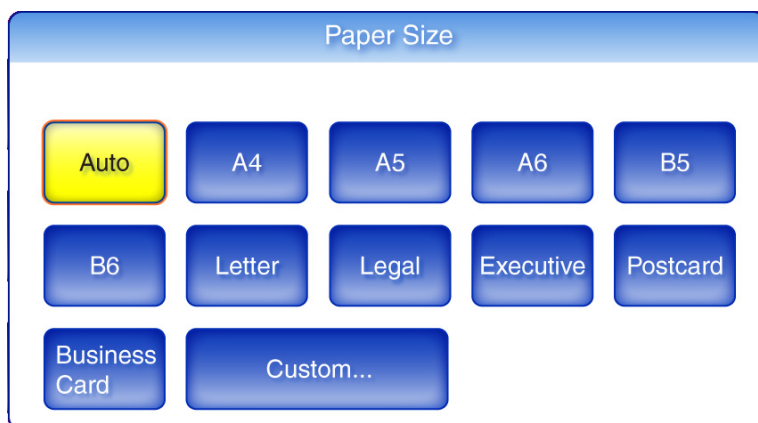 Paper Size
Auto
A4
A5
A6
B5
B6
Letter
Legal
Executive
Postcard
Business
Card
Custom...